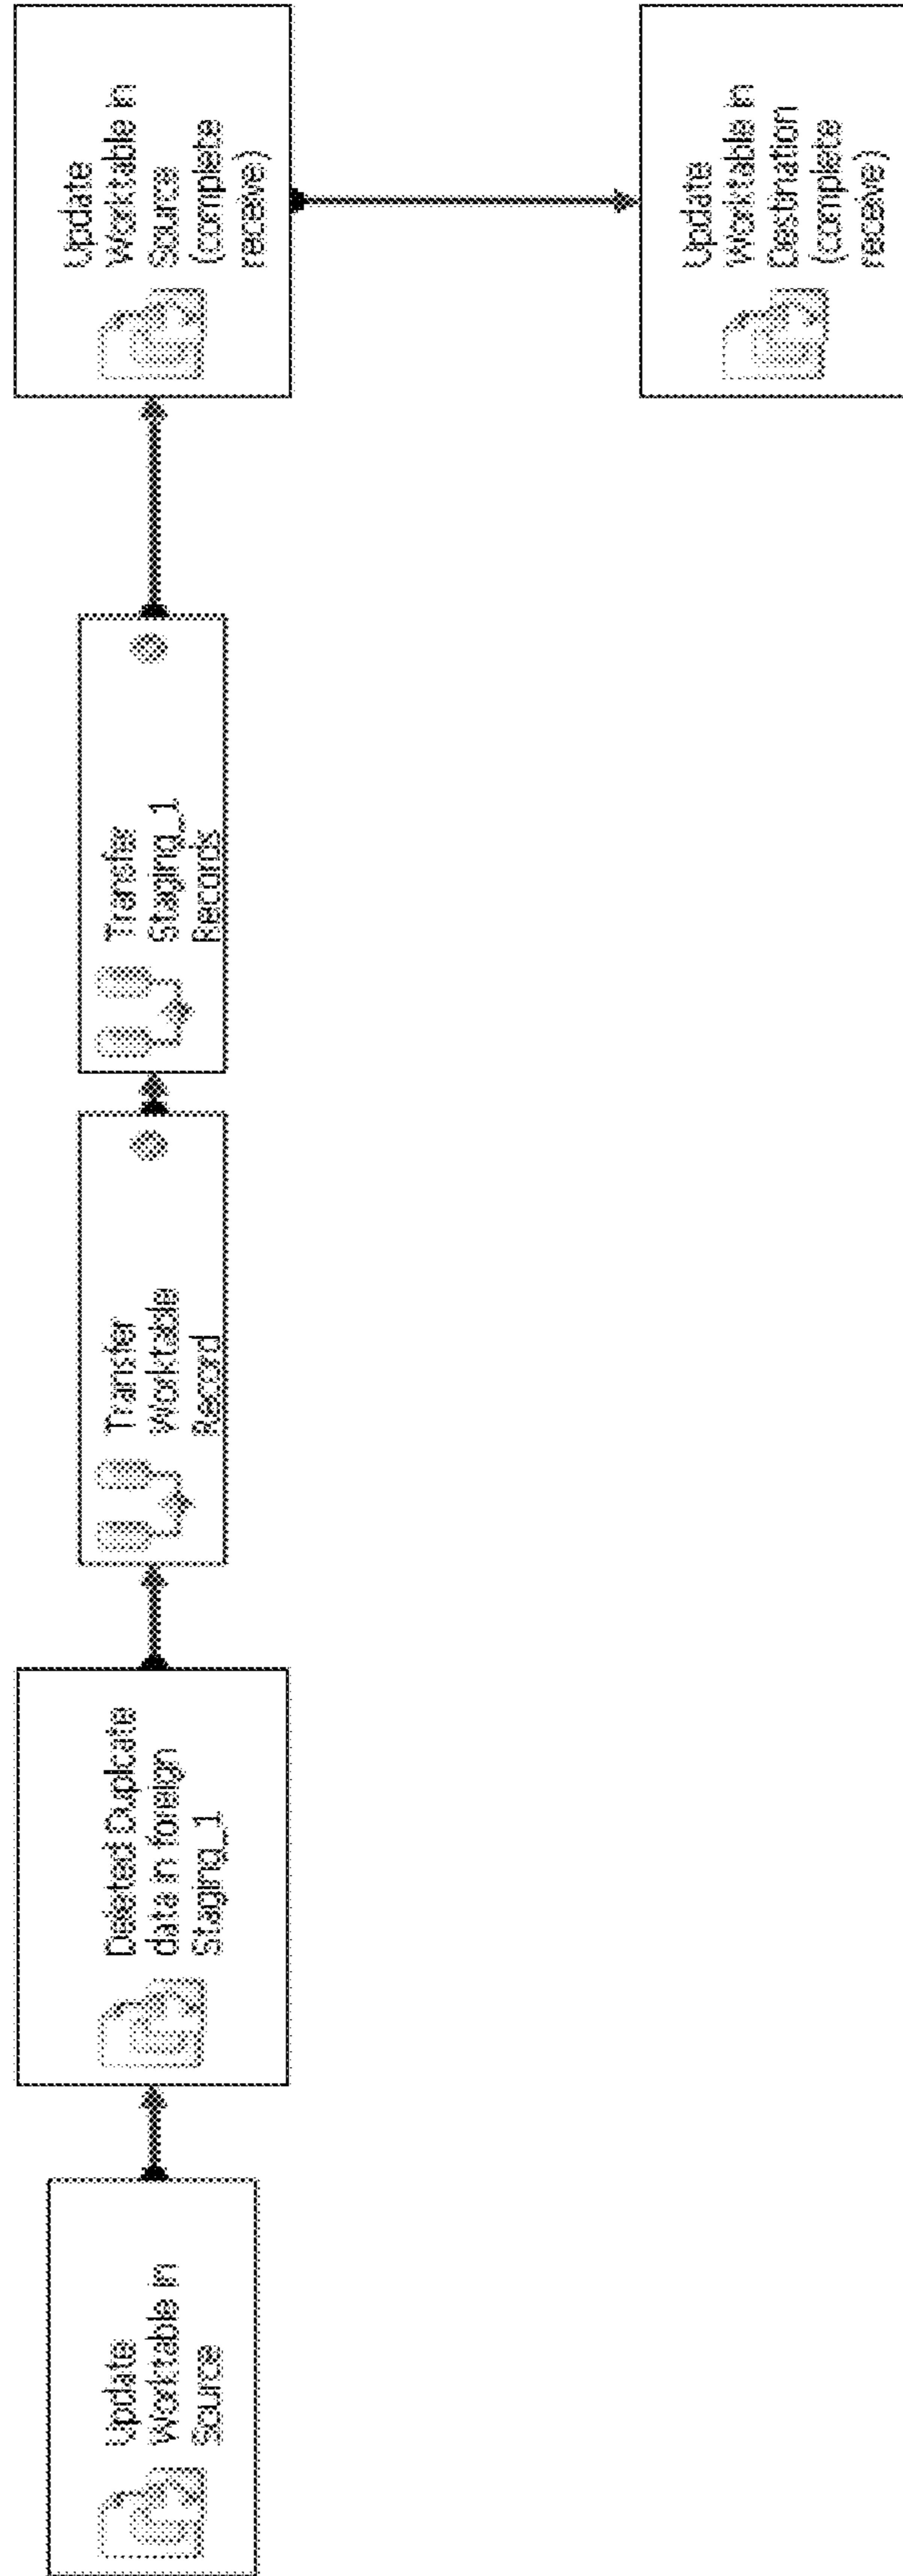 Update
Worktable in
Source
Deleted Duplicate
data in foreign
Staging_1
Transfer
Worktable
Record
Transfer
Staging_1
Records
Update
Worktable in
Source
(complete
receive)
Update
Worktable in
Destination
(complete
receive)